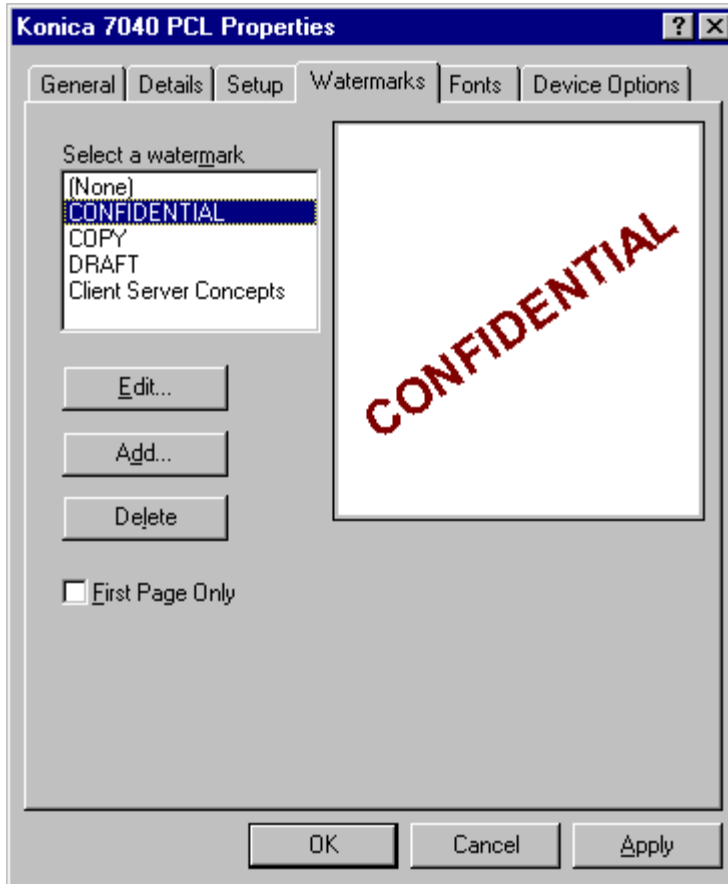 Konica 7040 PCL Properties
General Details Setup Watermarks Fonts Device Options
Select a watermark
(None)
CONFIDENTIAL
COPY
DRAFT
Client Server Concepts
CONFIDENTIAL
Edit...
Add...
Delete
First Page Only
OK Cancel Apply